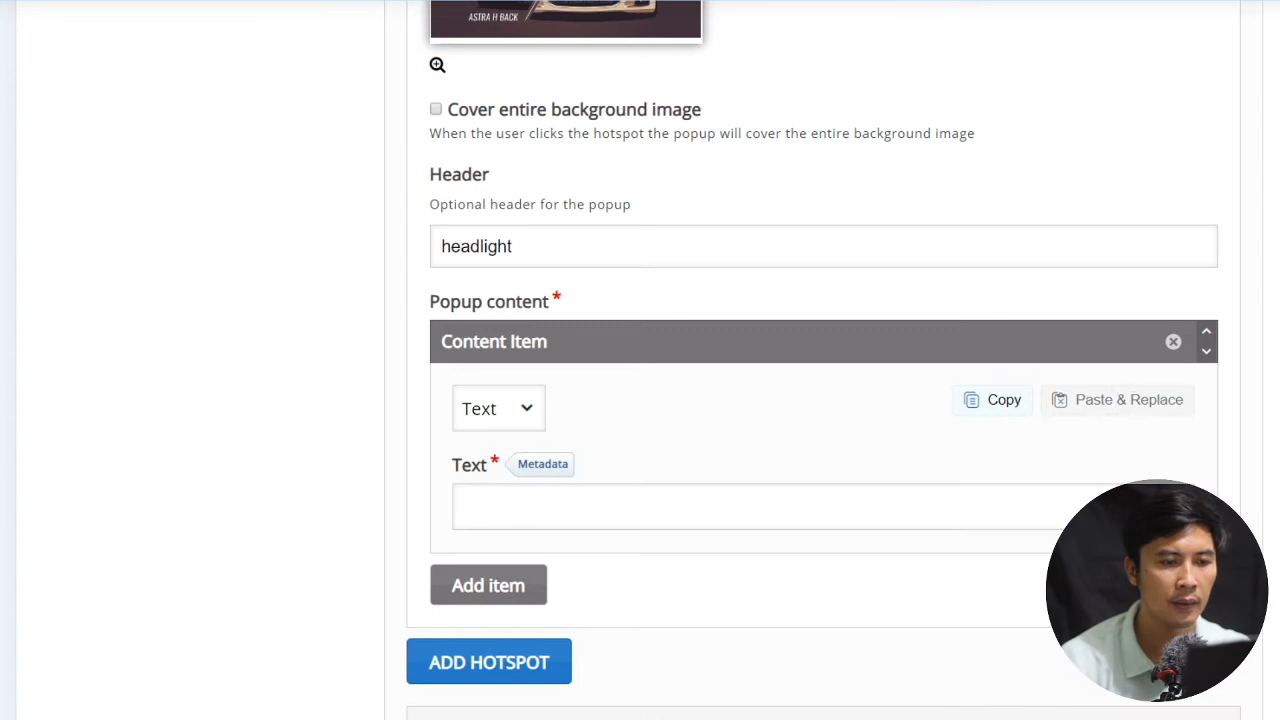 ASTRA H BACK
Cover entire background image
When the user clicks the hotspot the popup will cover the entire background image
Header
Optional header for the popup
headlight
Popup content *
Content Item
Text
Copy
Paste & Replace
Text * Metadata
Add item
ADD HOTSPOT